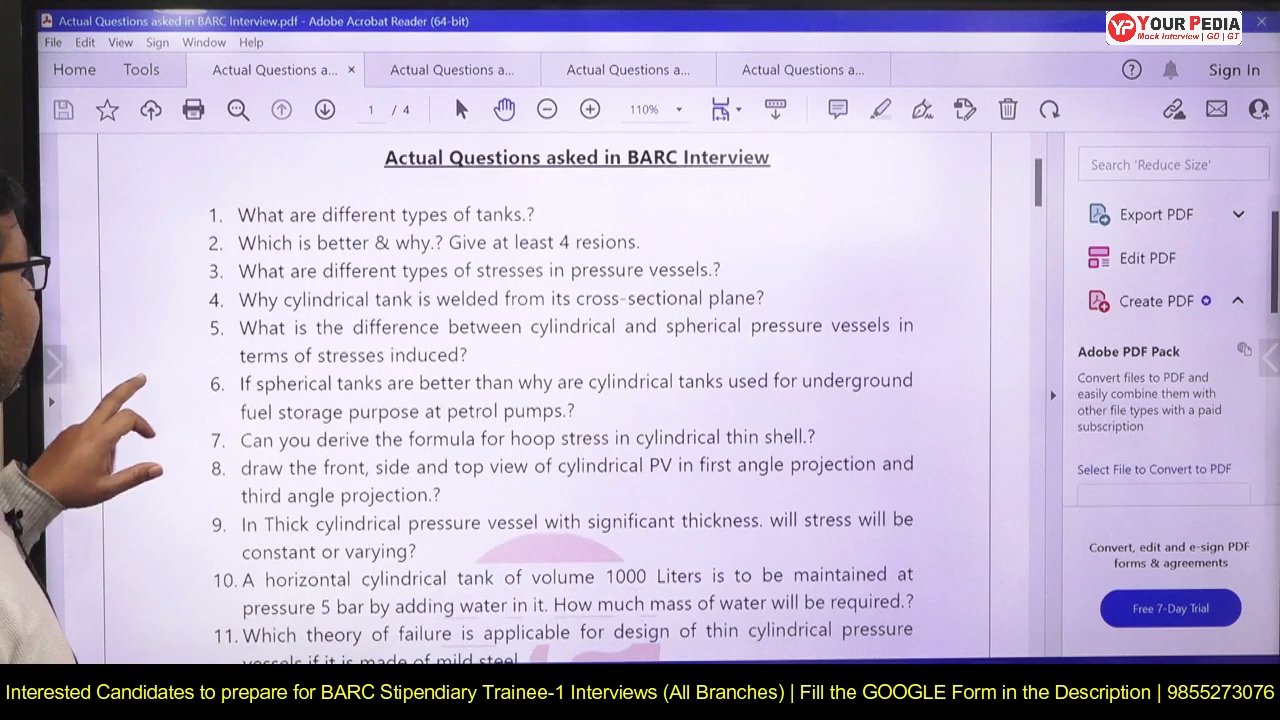 Actual Questions asked in BARC Interview.pdf - Adobe Acrobat Reader (64-bit)
YP YOUR PEDIA
Mock Interview | GD | GT
File Edit View Sign Window Help
Home Tools Actual Questions a... × Actual Questions a... Actual Questions a... Actual Questions a... Sign In
1 / 4 110%
Actual Questions asked in BARC Interview
1. What are different types of tanks.?
2. Which is better & why.? Give at least 4 resions.
3. What are different types of stresses in pressure vessels.?
4. Why cylindrical tank is welded from its cross-sectional plane?
5. What is the difference between cylindrical and spherical pressure vessels in
terms of stresses induced?
6. If spherical tanks are better than why are cylindrical tanks used for underground
fuel storage purpose at petrol pumps.?
7. Can you derive the formula for hoop stress in cylindrical thin shell.?
8. draw the front, side and top view of cylindrical PV in first angle projection and
third angle projection.?
9. In Thick cylindrical pressure vessel with significant thickness. will stress will be
constant or varying?
10. A horizontal cylindrical tank of volume 1000 Liters is to be maintained at
pressure 5 bar by adding water in it. How much mass of water will be required.?
11. Which theory of failure is applicable for design of thin cylindrical pressure
vessels if it is made of mild steel
Search 'Reduce Size'
Export PDF
Edit PDF
Create PDF
Adobe PDF Pack
Convert files to PDF and
easily combine them with
other file types with a paid
subscription
Select File to Convert to PDF
Convert, edit and e-sign PDF
forms & agreements
Free 7-Day Trial
Interested Candidates to prepare for BARC Stipendiary Trainee-1 Interviews (All Branches) | Fill the GOOGLE Form in the Description | 9855273076